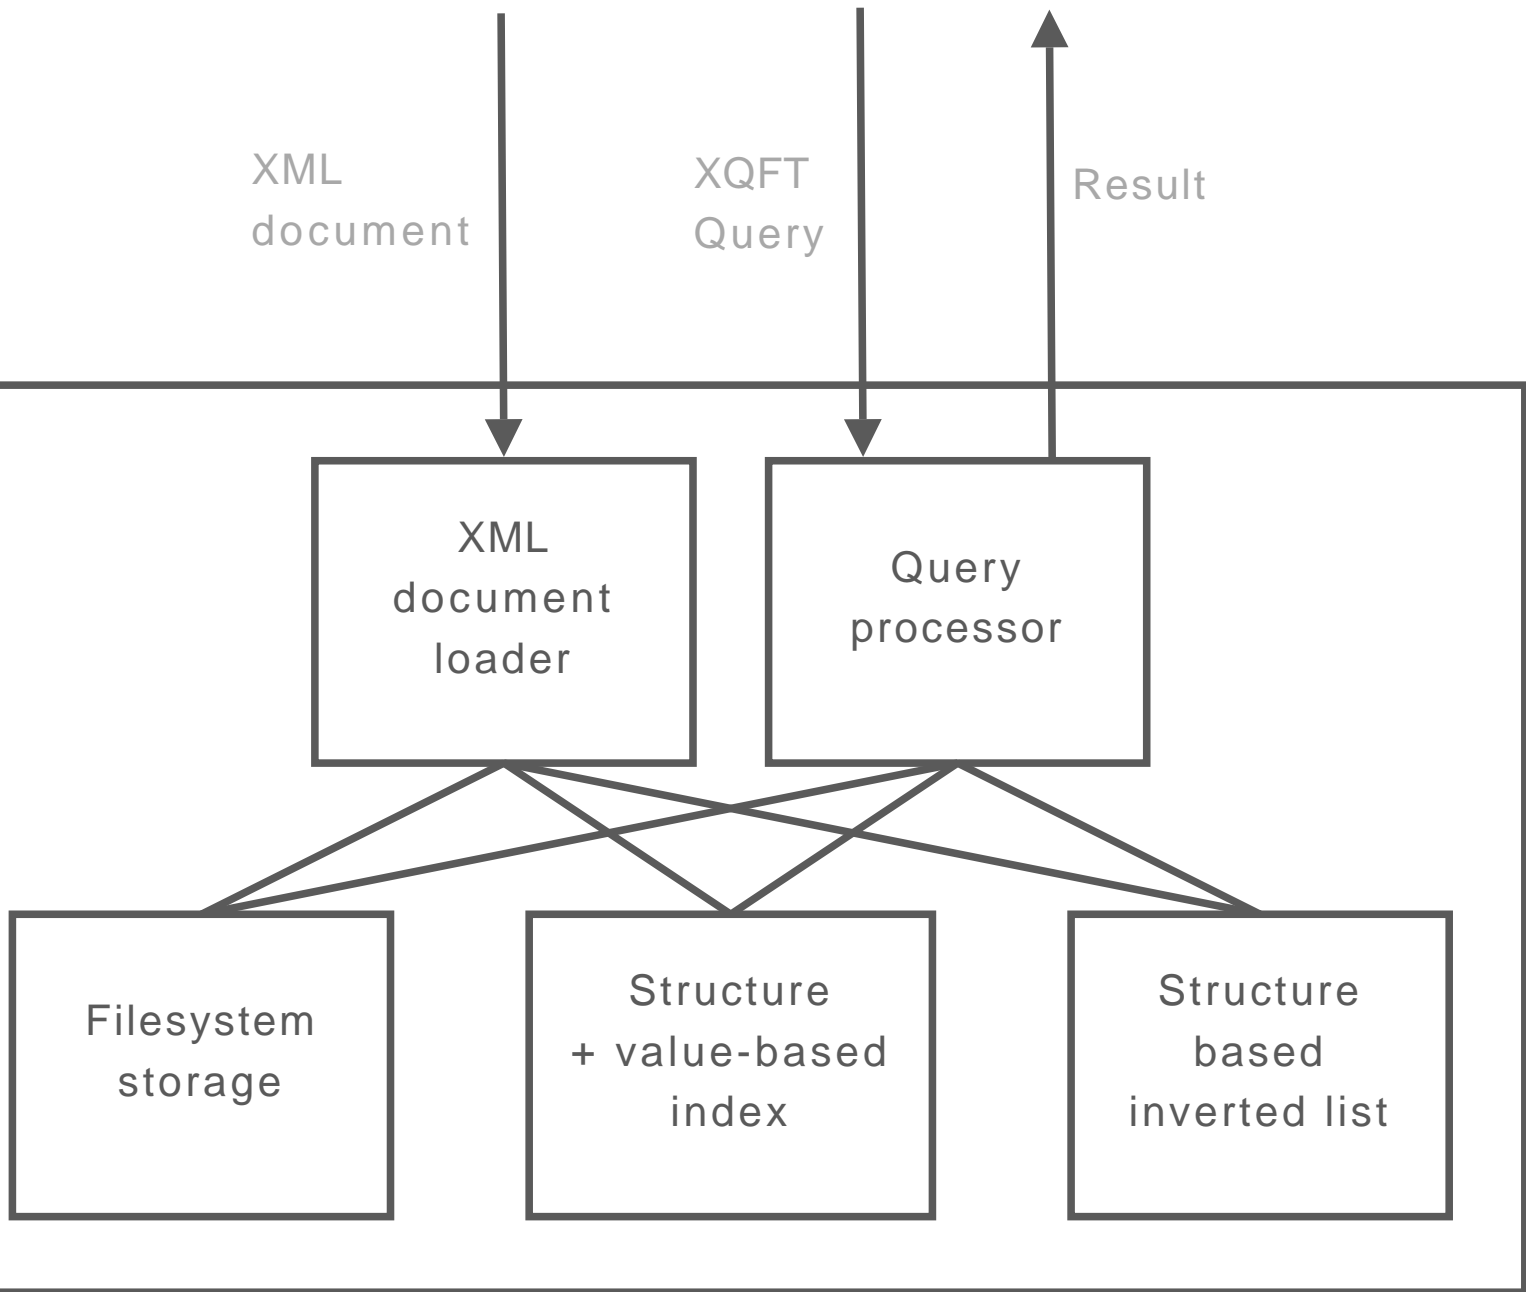 XML
document
XQFT
Query
Result
XML
document
loader
Query
processor
Filesystem
storage
Structure
+ value-based
index
Structure
based
inverted list